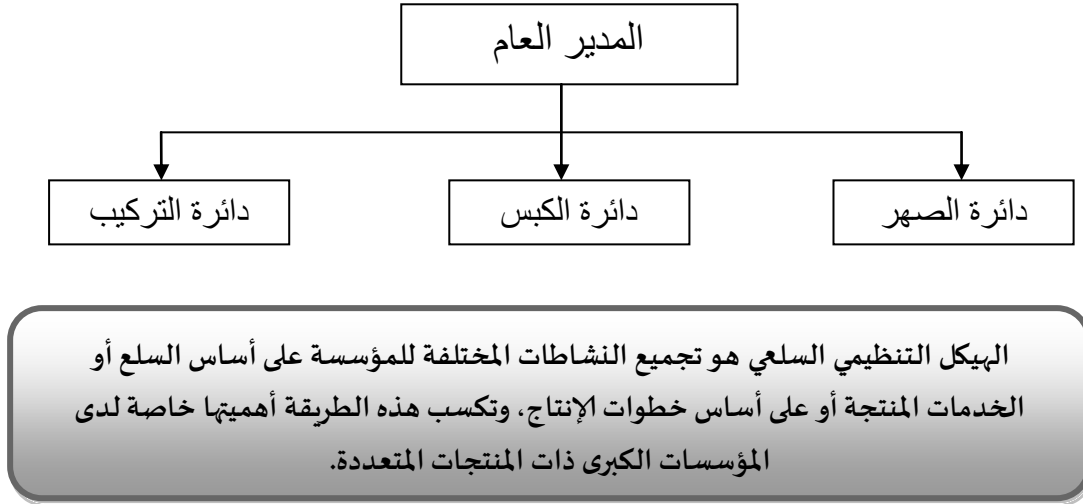 المدير العام
دائرة الصهر
دائرة الكبس
دائرة التركيب
الهيكل التنظيمي السلعي هو تجميع النشاطات المختلفة للمؤسسة على أساس السلع أو
الخدمات المنتجة أو على أساس خطوات الإنتاج، وتكسب هذه الطريقة أهميتها خاصة لدى
المؤسسات الكبرى ذات المنتجات المتعددة.